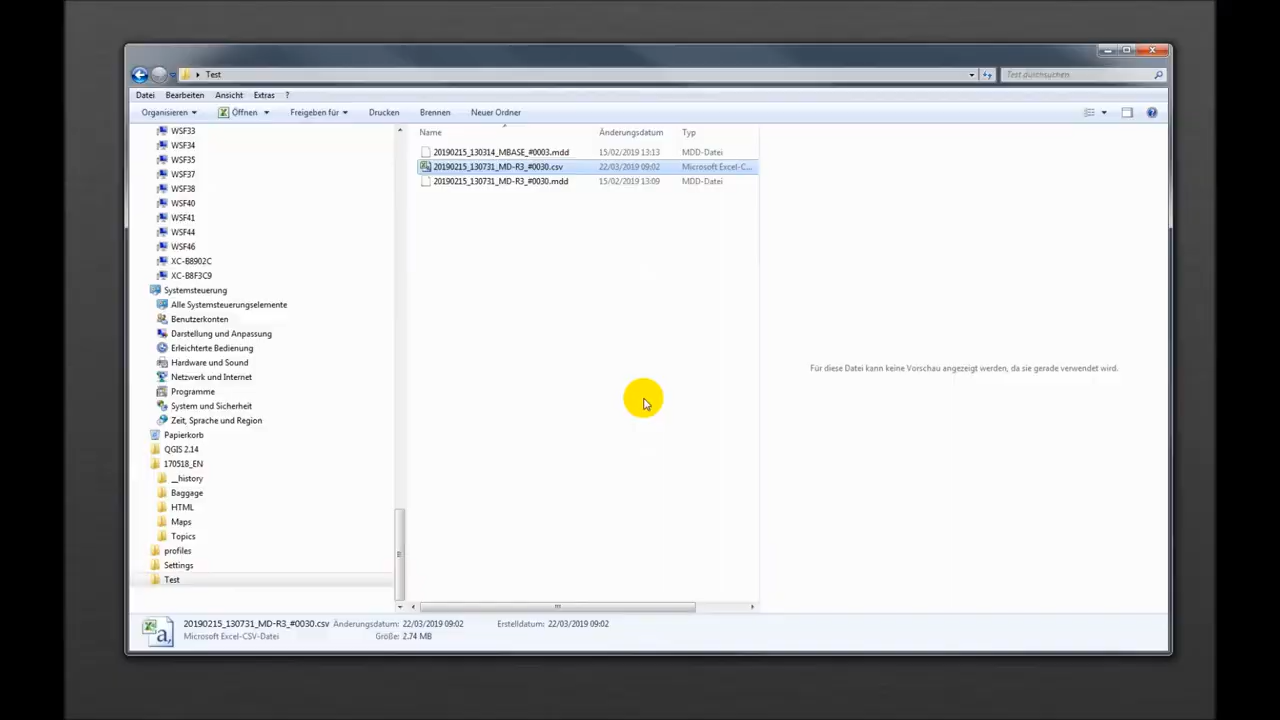 Test
Test durchsuchen
Datei Bearbeiten Ansicht Extras ?
Organisieren Öffnen Freigeben für Drucken Brennen Neuer Ordner
WSF33
WSF34
WSF35
WSF37
WSF38
WSF40
WSF41
WSF44
WSF46
XC-B8902C
XC-B8F3C9
Systemsteuerung
Alle Systemsteuerungselemente
Benutzerkonten
Darstellung und Anpassung
Erleichterte Bedienung
Hardware und Sound
Netzwerk und Internet
Programme
System und Sicherheit
Zeit, Sprache und Region
Papierkorb
QGIS 2.14
170518_EN
__history
Baggage
HTML
Maps
Topics
profiles
Settings
Test
Name Änderungsdatum Typ
20190215_130314_MBASE_#0003.mdd 15/02/2019 13:13 MDD-Datei
20190215_130731_MD-R3_#0030.csv 22/03/2019 09:02 Microsoft Excel-C...
20190215_130731_MD-R3_#0030.mdd 15/02/2019 13:09 MDD-Datei
Für diese Datei kann keine Vorschau angezeigt werden, da sie gerade verwendet wird.
20190215_130731_MD-R3_#0030.csv Änderungsdatum: 22/03/2019 09:02 Erstelldatum: 22/03/2019 09:02
Microsoft Excel-CSV-Datei Größe: 2.74 MB